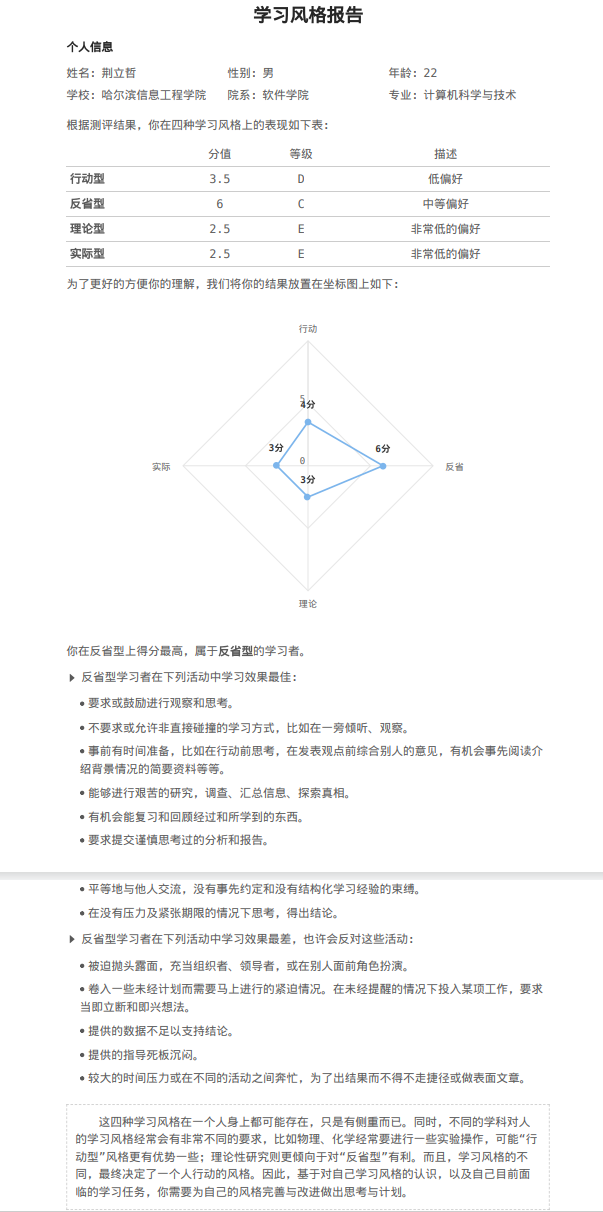 学习风格报告
个人信息
姓名：荆立哲 性别：男 年龄：22
学校：哈尔滨信息工程学院 院系：软件学院 专业：计算机科学与技术
根据测评结果，你在四种学习风格上的表现如下表：
分值 等级 描述
行动型 3.5 D 低偏好
反省型 6 C 中等偏好
理论型 2.5 E 非常低的偏好
实际型 2.5 E 非常低的偏好
为了更好的方便你的理解，我们将你的结果放置在坐标图上如下：
行动
5
4分
3分
6分
实际
0
反省
3分
理论
你在反省型上得分最高，属于反省型的学习者。
反省型学习者在下列活动中学习效果最佳：
• 要求或鼓励进行观察和思考。
• 不要求或允许非直接碰撞的学习方式，比如在一旁倾听、观察。
• 事前有时间准备，比如在行动前思考，在发表观点前综合别人的意见，有机会事先阅读介
绍背景情况的简要资料等等。
• 能够进行艰苦的研究，调查、汇总信息、探索真相。
• 有机会能复习和回顾经过和所学到的东西。
• 要求提交谨慎思考过的分析和报告。
• 平等地与他人交流，没有事先约定和没有结构化学习经验的束缚。
• 在没有压力及紧张期限的情况下思考，得出结论。
反省型学习者在下列活动中学习效果最差，也许会反对这些活动：
• 被迫抛头露面，充当组织者、领导者，或在别人面前角色扮演。
• 卷入一些未经计划而需要马上进行的紧迫情况。在未经提醒的情况下投入某项工作，要求
当即立断和即兴想法。
• 提供的数据不足以支持结论。
• 提供的指导死板沉闷。
• 较大的时间压力或在不同的活动之间奔忙，为了出结果而不得不走捷径或做表面文章。
这四种学习风格在一个人身上都可能存在，只是有侧重而已。同时，不同的学科对人
的学习风格经常会有非常不同的要求，比如物理、化学经常要进行一些实验操作，可能“行
动型”风格更有优势一些；理论性研究则更倾向于对“反省型”有利。而且，学习风格的不
同，最终决定了一个人行动的风格。因此，基于对自己学习风格的认识，以及自己目前面
临的学习任务，你需要为自己的风格完善与改进做出思考与计划。